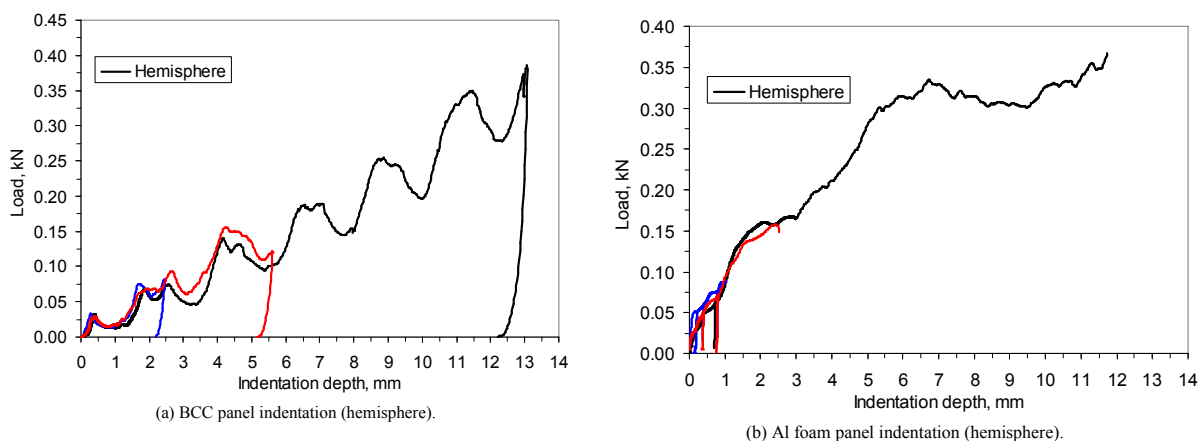 0.45
0.40
0.35
0.30
0.25
0.20
0.15
0.10
0.05
0.00
Load, kN
Hemisphere
0 1 2 3 4 5 6 7 8 9 10 11 12 13 14
Indentation depth, mm
(a) BCC panel indentation (hemisphere).
0.40
0.35
0.30
0.25
0.20
0.15
0.10
0.05
0.00
Load, kN
Hemisphere
0 1 2 3 4 5 6 7 8 9 10 11 12 13 14
Indentation depth, mm
(b) Al foam panel indentation (hemisphere).